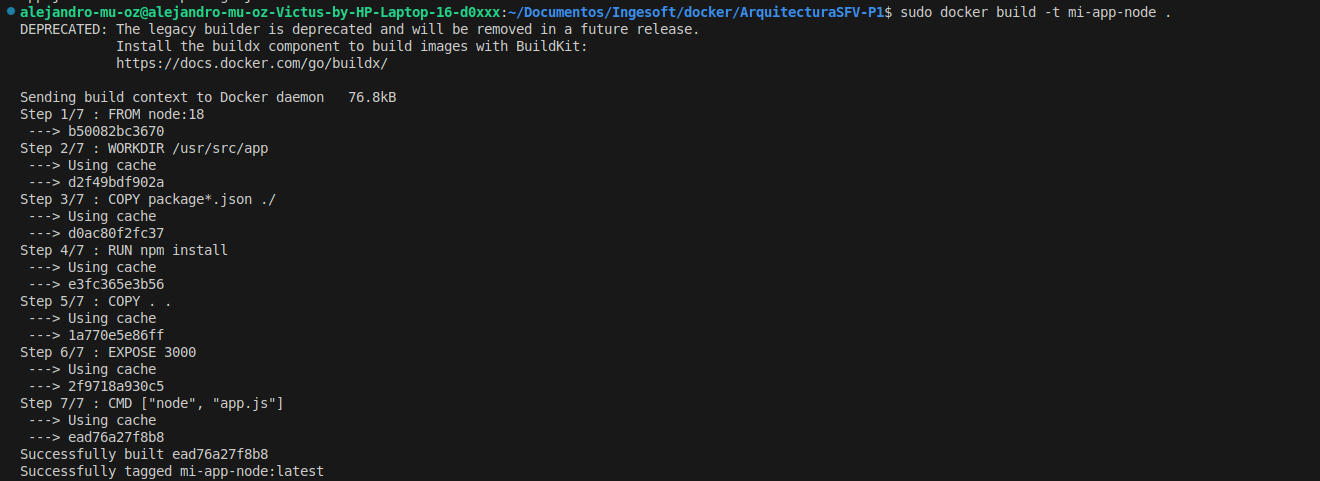 alejandro-mu-oz@alejandro-mu-oz-Victus-by-HP-Laptop-16-d0xxx:~/Documentos/Ingesoft/docker/ArquitecturaSFV-P1$ sudo docker build -t mi-app-node .
DEPRECATED: The legacy builder is deprecated and will be removed in a future release.
            Install the buildx component to build images with BuildKit:
            https://docs.docker.com/go/buildx/

Sending build context to Docker daemon   76.8kB
Step 1/7 : FROM node:18
 ---> b50082bc3670
Step 2/7 : WORKDIR /usr/src/app
 ---> Using cache
 ---> d2f49bdf902a
Step 3/7 : COPY package*.json ./
 ---> Using cache
 ---> d0ac80f2fc37
Step 4/7 : RUN npm install
 ---> Using cache
 ---> e3fc365e3b56
Step 5/7 : COPY . .
 ---> Using cache
 ---> 1a770e5e86ff
Step 6/7 : EXPOSE 3000
 ---> Using cache
 ---> 2f9718a930c5
Step 7/7 : CMD ["node", "app.js"]
 ---> Using cache
 ---> ead76a27f8b8
Successfully built ead76a27f8b8
Successfully tagged mi-app-node:latest